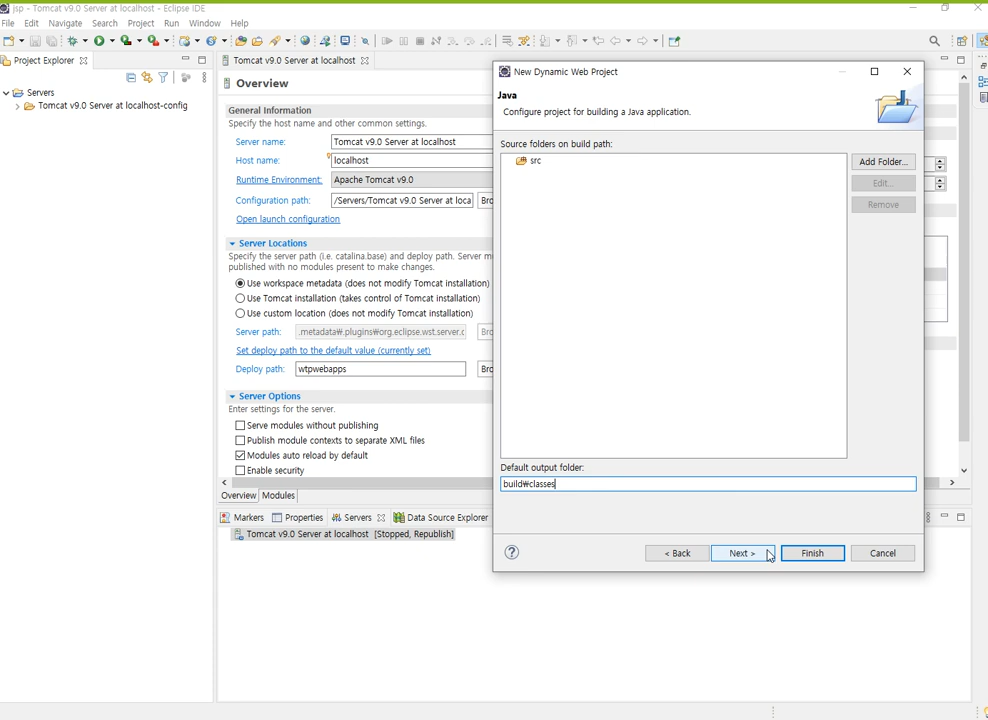 jsp - Tomcat v9.0 Server at localhost - Eclipse IDE
File Edit Navigate Search Project Run Window Help
Project Explorer
Servers
Tomcat v9.0 Server at localhost-config
Tomcat v9.0 Server at localhost
Overview
General Information
Specify the host name and other common settings.
Server name: Tomcat v9.0 Server at localhost
Host name: localhost
Runtime Environment: Apache Tomcat v9.0
Configuration path: /Servers/Tomcat v9.0 Server at loca Bro
Open launch configuration
Server Locations
Specify the server path (i.e. catalina.base) and deploy path. Server m
published with no modules present to make changes.
Use workspace metadata (does not modify Tomcat installation)
Use Tomcat installation (takes control of Tomcat installation)
Use custom location (does not modify Tomcat installation)
Server path: .metadata₩.plugins₩org.eclipse.wst.server.c Bro
Set deploy path to the default value (currently set)
Deploy path: wtpwebapps Bro
Server Options
Enter settings for the server.
Serve modules without publishing
Publish module contexts to separate XML files
Modules auto reload by default
Enable security
Overview Modules
Markers Properties Servers Data Source Explorer
Tomcat v9.0 Server at localhost [Stopped, Republish]
New Dynamic Web Project
Java
Configure project for building a Java application.
Source folders on build path:
src
Add Folder...
Edit...
Remove
Default output folder:
build₩classes
? < Back Next > Finish Cancel